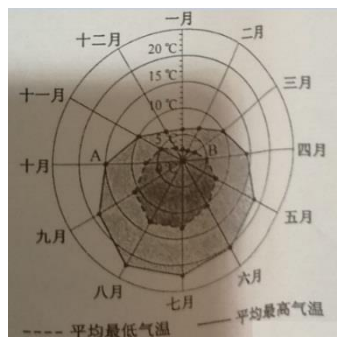 一月
二月
三月
四月
五月
六月
七月
八月
九月
十月
十一月
十二月
20℃
15℃
10℃
5℃
A
B
---- 平均最低气温
—— 平均最高气温